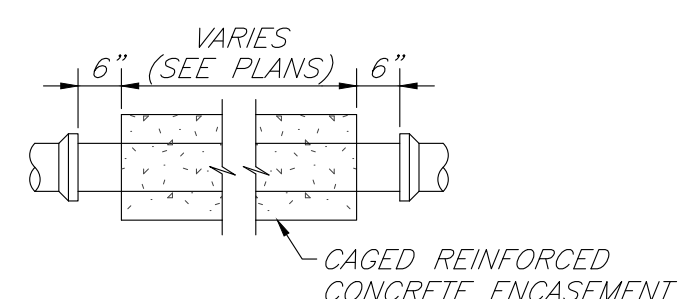 VARIES
6" (SEE PLANS) 6"
CAGED REINFORCED
CONCRETE ENCASEMENT